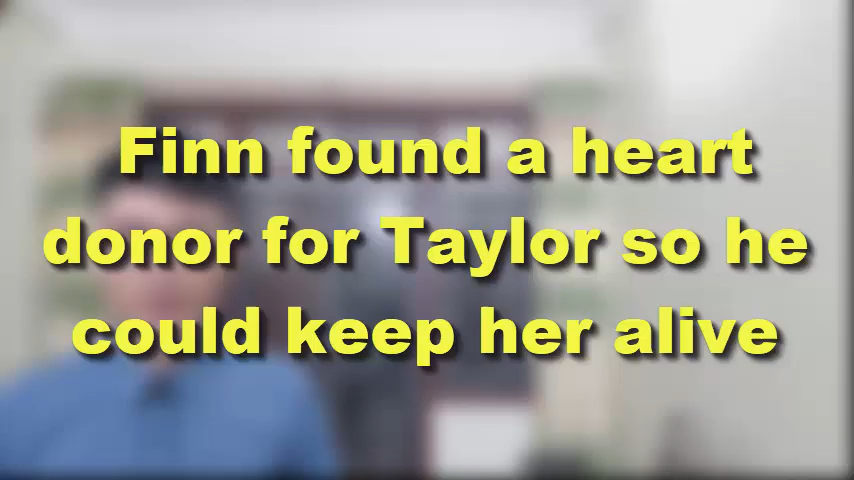 Finn found a heart
donor for Taylor so he
could keep her alive